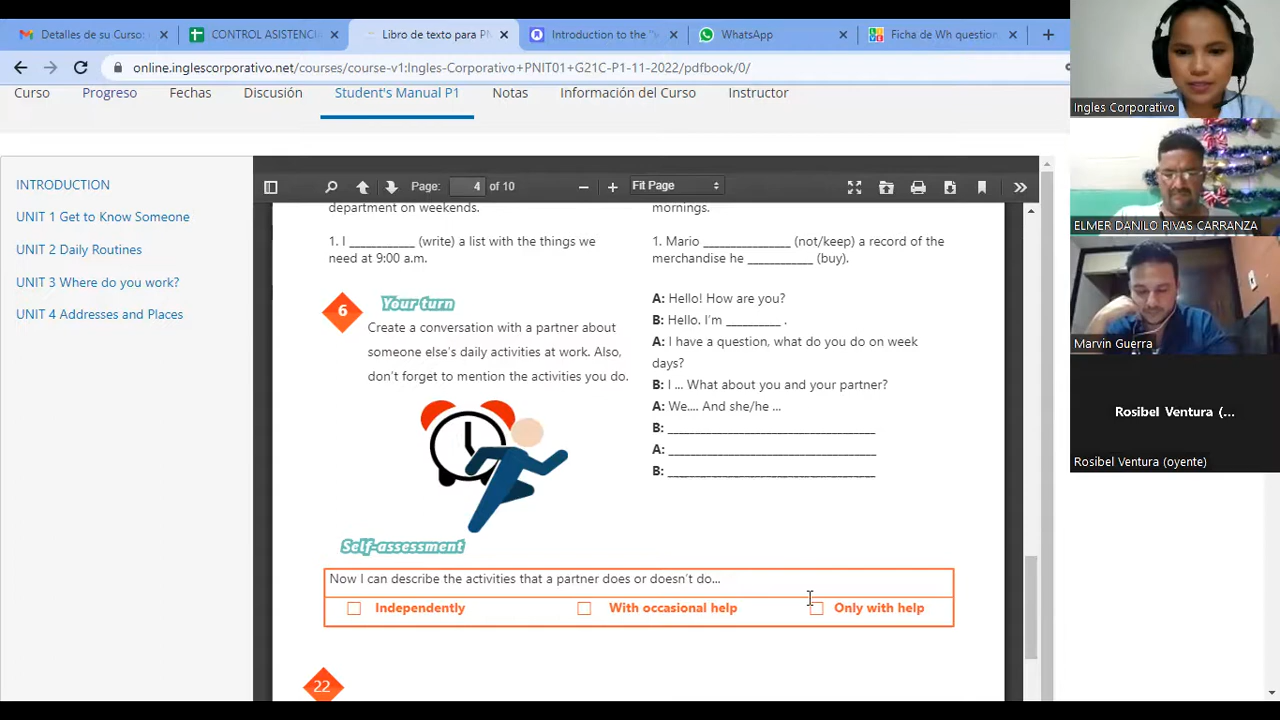 Detalles de su Curso:
CONTROL ASISTENCI
Libro de texto para P
Introduction to the "v
WhatsApp
Ficha de Wh question
online.inglescorporativo.net/courses/course-v1:Ingles-Corporativo+PNIT01+G21C-P1-11-2022/pdfbook/0/
Curso Progreso Fechas Discusión Student's Manual P1 Notas Información del Curso Instructor
INTRODUCTION
UNIT 1 Get to Know Someone
UNIT 2 Daily Routines
UNIT 3 Where do you work?
UNIT 4 Addresses and Places
Page: 4 of 10
Fit Page
department on weekends.
1. I ____________ (write) a list with the things we
need at 9:00 a.m.
mornings.
1. Mario ________________ (not/keep) a record of the
merchandise he ____________ (buy).
6 Your turn
Create a conversation with a partner about
someone else's daily activities at work. Also,
don't forget to mention the activities you do.
A: Hello! How are you?
B: Hello. I'm __________ .
A: I have a question, what do you do on week
days?
B: I ... What about you and your partner?
A: We.... And she/he ...
B: ______________________________________
A: ______________________________________
B: ______________________________________
Self-assessment
Now I can describe the activities that a partner does or doesn't do...
Independently With occasional help Only with help
22
Ingles Corporativo
ELMER DANILO RIVAS CARRANZA
Marvin Guerra
Rosibel Ventura (...
Rosibel Ventura (oyente)